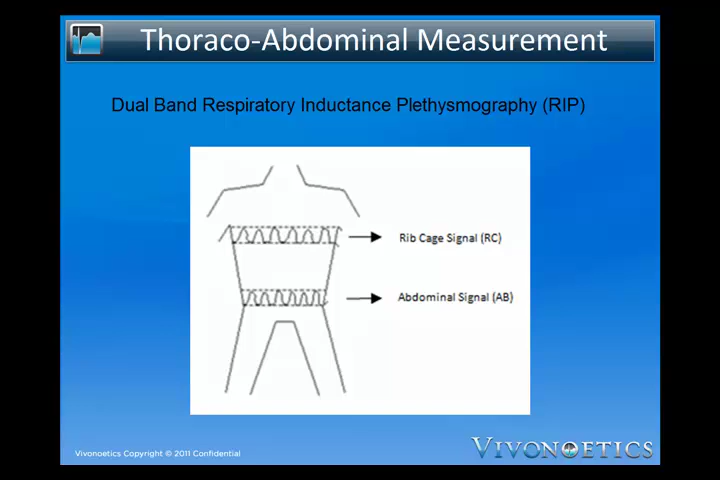 Thoraco-Abdominal Measurement
Dual Band Respiratory Inductance Plethysmography (RIP)
Rib Cage Signal (RC)
Abdominal Signal (AB)
Vivonoetics Copyright © 2011 Confidential
VIVONOETICS